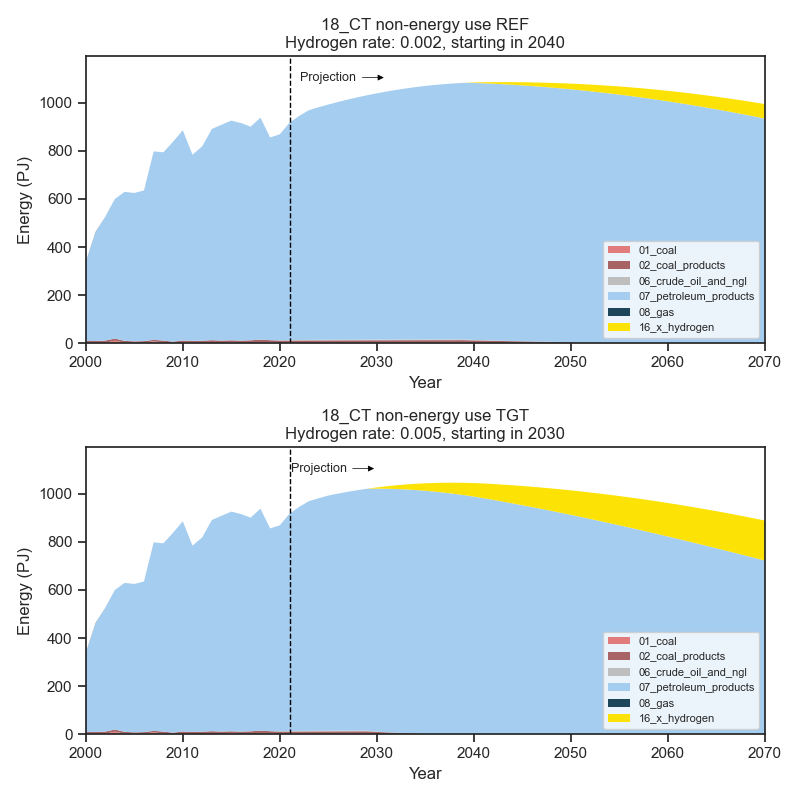 18_CT non-energy use REF
Hydrogen rate: 0.002, starting in 2040
Projection
Energy (PJ)
1000
800
600
400
200
0
01_coal
02_coal_products
06_crude_oil_and_ngl
07_petroleum_products
08_gas
16_x_hydrogen
2000 2010 2020 2030 2040 2050 2060 2070
Year
18_CT non-energy use TGT
Hydrogen rate: 0.005, starting in 2030
Projection
Energy (PJ)
1000
800
600
400
200
0
01_coal
02_coal_products
06_crude_oil_and_ngl
07_petroleum_products
08_gas
16_x_hydrogen
2000 2010 2020 2030 2040 2050 2060 2070
Year